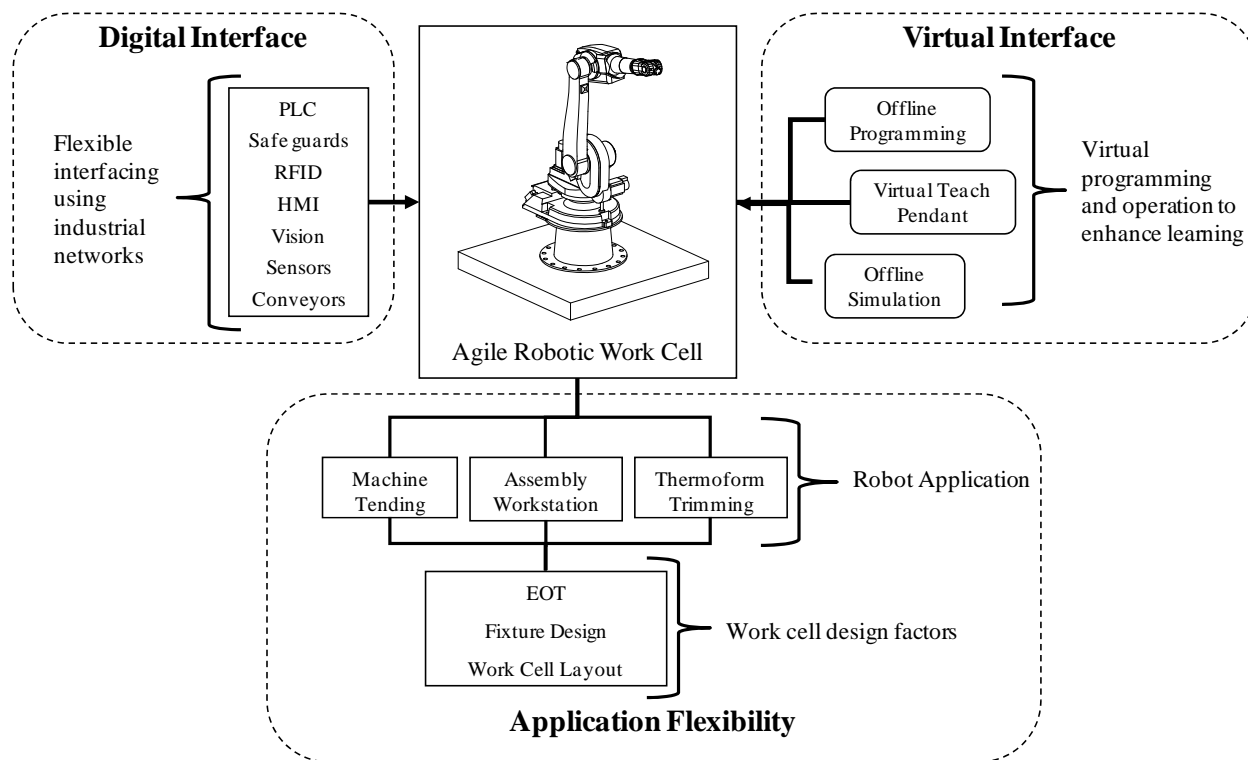 Digital Interface
Flexible
interfacing
using
industrial
networks
PLC
Safe guards
RFID
HMI
Vision
Sensors
Conveyors
Agile Robotic Work Cell
Virtual Interface
Offline
Programming
Virtual Teach
Pendant
Offline
Simulation
Virtual
programming
and operation to
enhance learning
Machine
Tending
Assembly
Workstation
Thermoform
Trimming
Robot Application
EOT
Fixture Design
Work Cell Layout
Work cell design factors
Application Flexibility